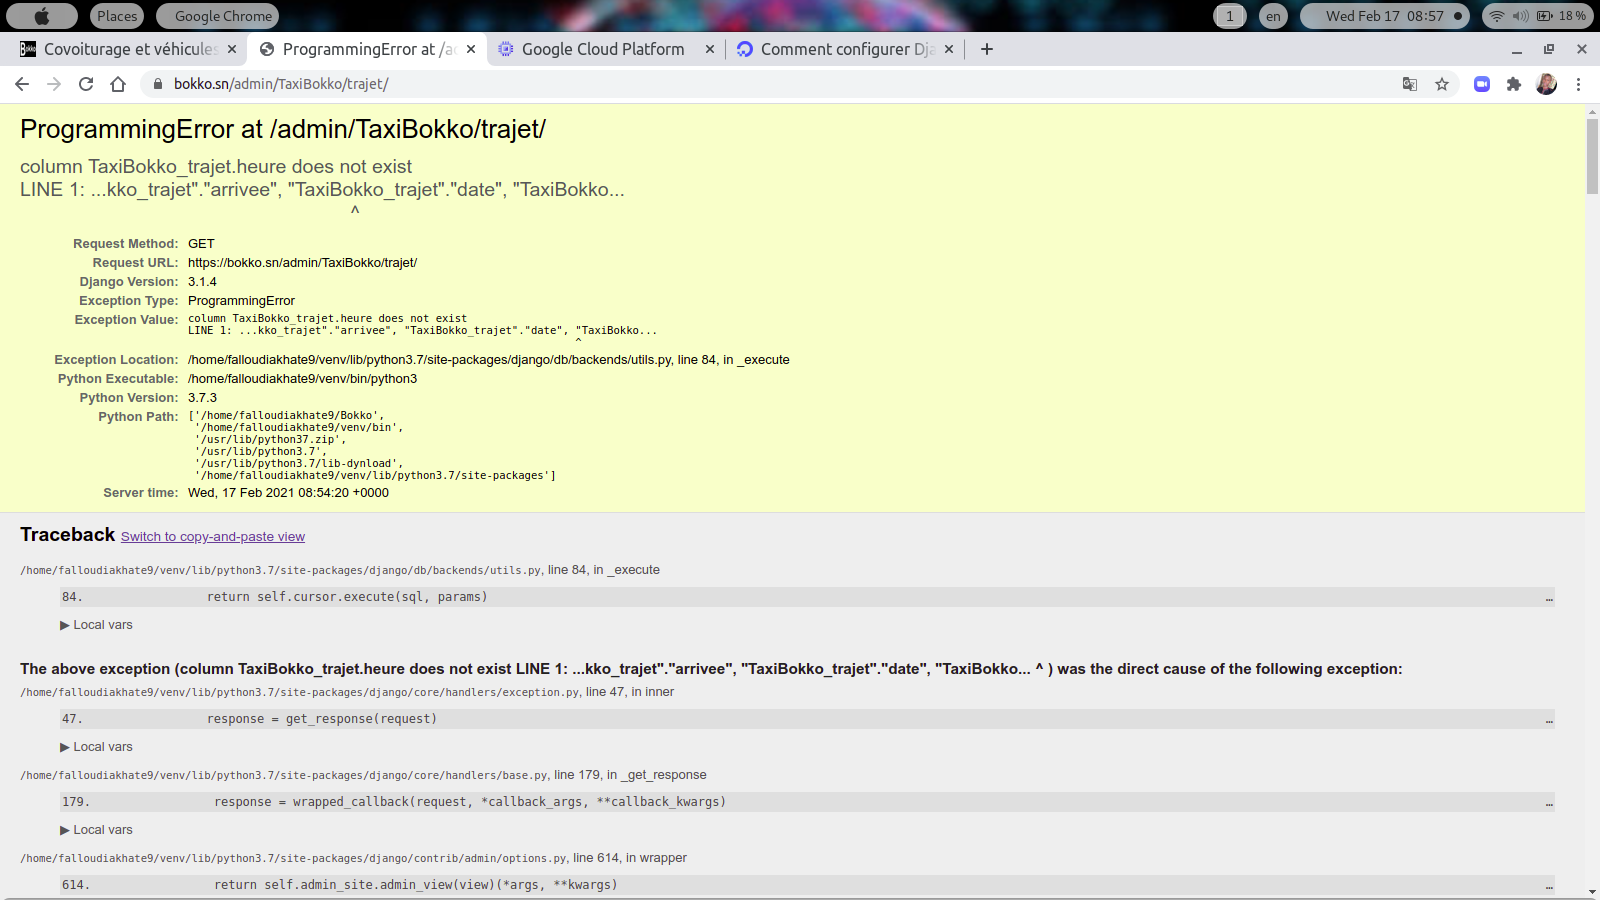 Places
Google Chrome
1
en
Wed Feb 17 08:57
18 %
Bokko
Covoiturage et véhicules
ProgrammingError at /ad
Google Cloud Platform
Comment configurer Dja
bokko.sn/admin/TaxiBokko/trajet/
ProgrammingError at /admin/TaxiBokko/trajet/
column TaxiBokko_trajet.heure does not exist
LINE 1: ...kko_trajet"."arrivee", "TaxiBokko_trajet"."date", "TaxiBokko...
^
Request Method: GET
Request URL: https://bokko.sn/admin/TaxiBokko/trajet/
Django Version: 3.1.4
Exception Type: ProgrammingError
Exception Value: column TaxiBokko_trajet.heure does not exist
LINE 1: ...kko_trajet"."arrivee", "TaxiBokko_trajet"."date", "TaxiBokko...
^
Exception Location: /home/falloudiakhate9/venv/lib/python3.7/site-packages/django/db/backends/utils.py, line 84, in _execute
Python Executable: /home/falloudiakhate9/venv/bin/python3
Python Version: 3.7.3
Python Path: ['/home/falloudiakhate9/Bokko',
'/home/falloudiakhate9/venv/bin',
'/usr/lib/python37.zip',
'/usr/lib/python3.7',
'/usr/lib/python3.7/lib-dynload',
'/home/falloudiakhate9/venv/lib/python3.7/site-packages']
Server time: Wed, 17 Feb 2021 08:54:20 +0000
Traceback Switch to copy-and-paste view
/home/falloudiakhate9/venv/lib/python3.7/site-packages/django/db/backends/utils.py, line 84, in _execute
84. return self.cursor.execute(sql, params) …
▶ Local vars
The above exception (column TaxiBokko_trajet.heure does not exist LINE 1: ...kko_trajet"."arrivee", "TaxiBokko_trajet"."date", "TaxiBokko... ^ ) was the direct cause of the following exception:
/home/falloudiakhate9/venv/lib/python3.7/site-packages/django/core/handlers/exception.py, line 47, in inner
47. response = get_response(request) …
▶ Local vars
/home/falloudiakhate9/venv/lib/python3.7/site-packages/django/core/handlers/base.py, line 179, in _get_response
179. response = wrapped_callback(request, *callback_args, **callback_kwargs) …
▶ Local vars
/home/falloudiakhate9/venv/lib/python3.7/site-packages/django/contrib/admin/options.py, line 614, in wrapper
614. return self.admin_site.admin_view(view)(*args, **kwargs) …